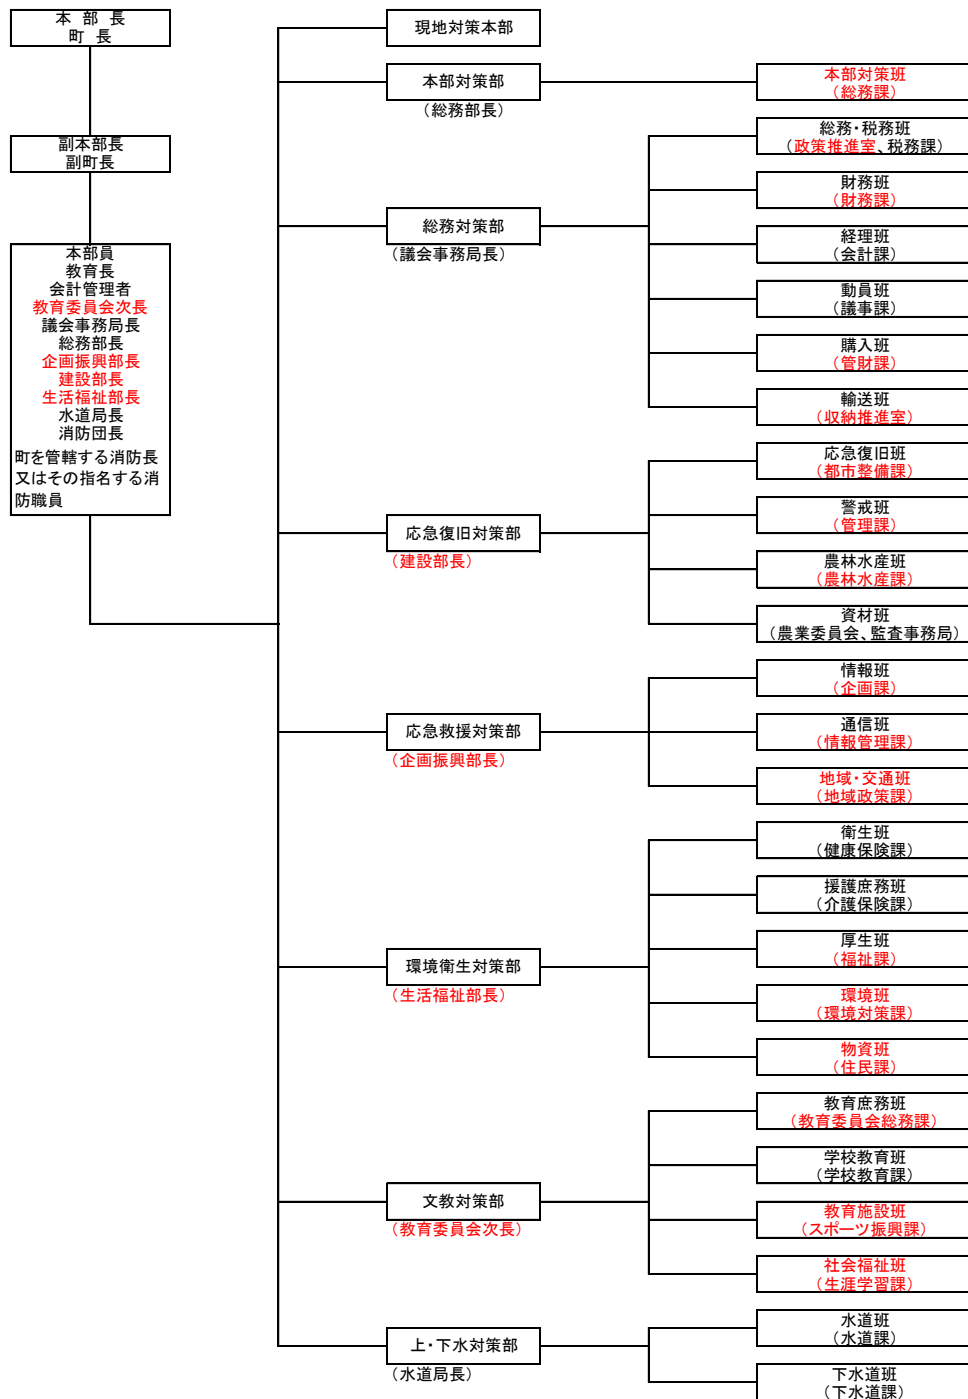 本 部 長
町 長
副本部長
副町長
本部員
教育長
会計管理者
教育委員会次長
議会事務局長
総務部長
企画振興部長
建設部長
生活福祉部長
水道局長
消防団長
町を管轄する消防長
又はその指名する消
防職員
現地対策本部
本部対策部
（総務部長）
本部対策班
（総務課）
総務対策部
（議会事務局長）
総務・税務班
（政策推進室、税務課）
財務班
（財務課）
経理班
（会計課）
動員班
（議事課）
購入班
（管財課）
輸送班
（収納推進室）
応急復旧対策部
（建設部長）
応急復旧班
（都市整備課）
警戒班
（管理課）
農林水産班
（農林水産課）
資材班
（農業委員会、監査事務局）
応急救援対策部
（企画振興部長）
情報班
（企画課）
通信班
（情報管理課）
地域・交通班
（地域政策課）
環境衛生対策部
（生活福祉部長）
衛生班
（健康保険課）
援護庶務班
（介護保険課）
厚生班
（福祉課）
環境班
（環境対策課）
物資班
（住民課）
文教対策部
（教育委員会次長）
教育庶務班
（教育委員会総務課）
学校教育班
（学校教育課）
教育施設班
（スポーツ振興課）
社会福祉班
（生涯学習課）
上・下水対策部
（水道局長）
水道班
（水道課）
下水道班
（下水道課）